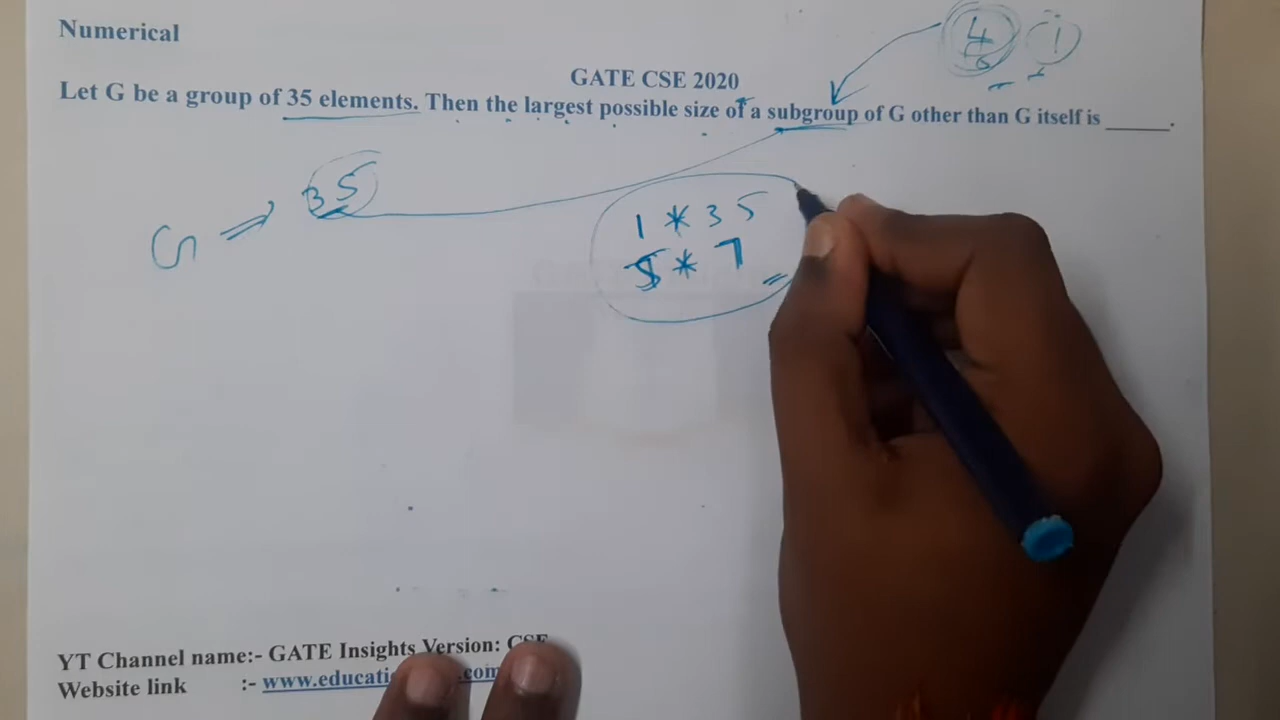 Numerical
GATE CSE 2020
Let G be a group of 35 elements. Then the largest possible size of a subgroup of G other than G itself is ______.
G ⇒ 35
1 * 35
5 * 7
YT Channel name:- GATE Insights Version: CSE
Website link :- www.educati .com